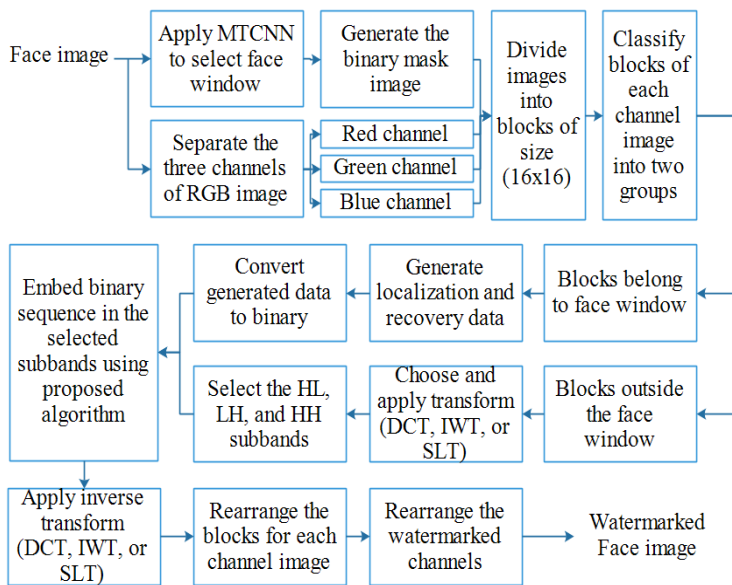 Face image
Apply MTCNN
to select face
window
Generate the
binary mask
image
Separate the
three channels
of RGB image
Red channel
Green channel
Blue channel
Divide
images
into
blocks of
size
(16x16)
Classify
blocks of
each
channel
image
into two
groups
Blocks belong
to face window
Generate
localization and
recovery data
Convert
generated data
to binary
Blocks outside
the face
window
Choose and
apply transform
(DCT, IWT, or
SLT)
Select the HL,
LH, and HH
subbands
Embed binary
sequence in the
selected
subbands using
proposed
algorithm
Apply inverse
transform
(DCT, IWT, or
SLT)
Rearrange the
blocks for each
channel image
Rearrange the
watermarked
channels
Watermarked
Face image